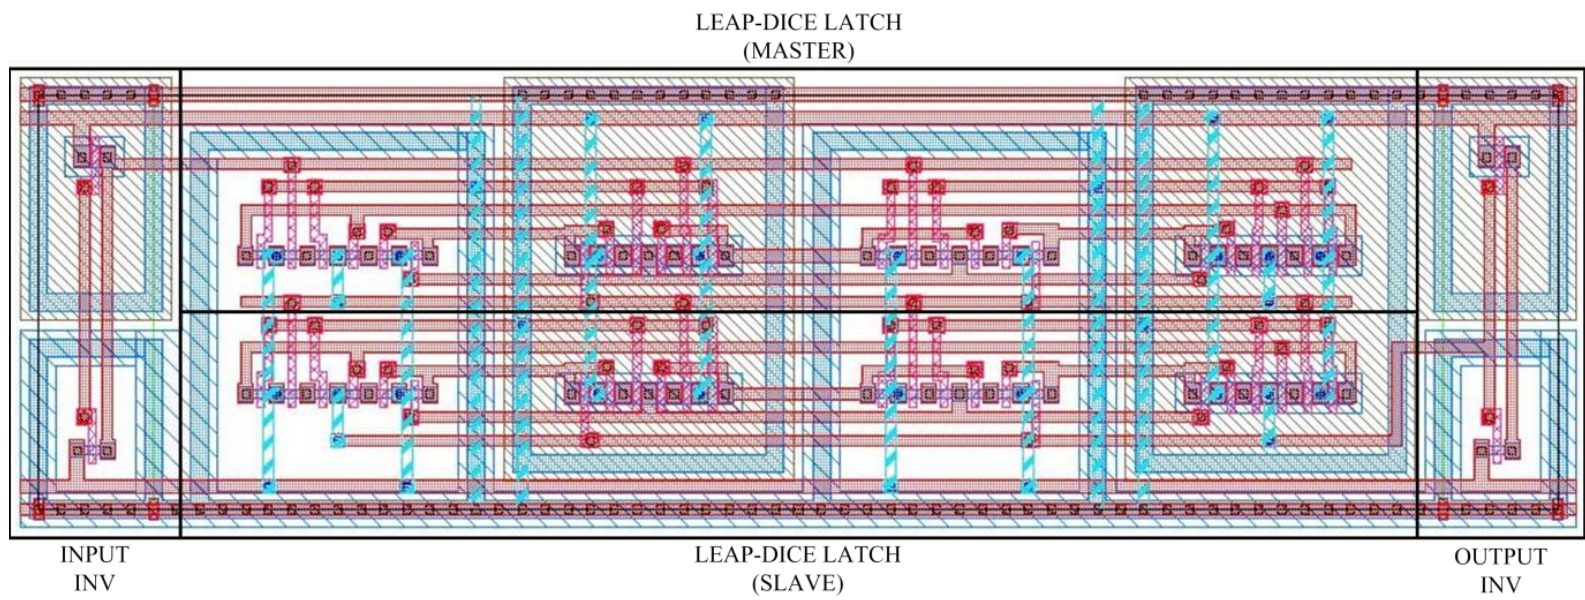 LEAP-DICE LATCH
(MASTER)
INPUT
INV
LEAP-DICE LATCH
(SLAVE)
OUTPUT
INV